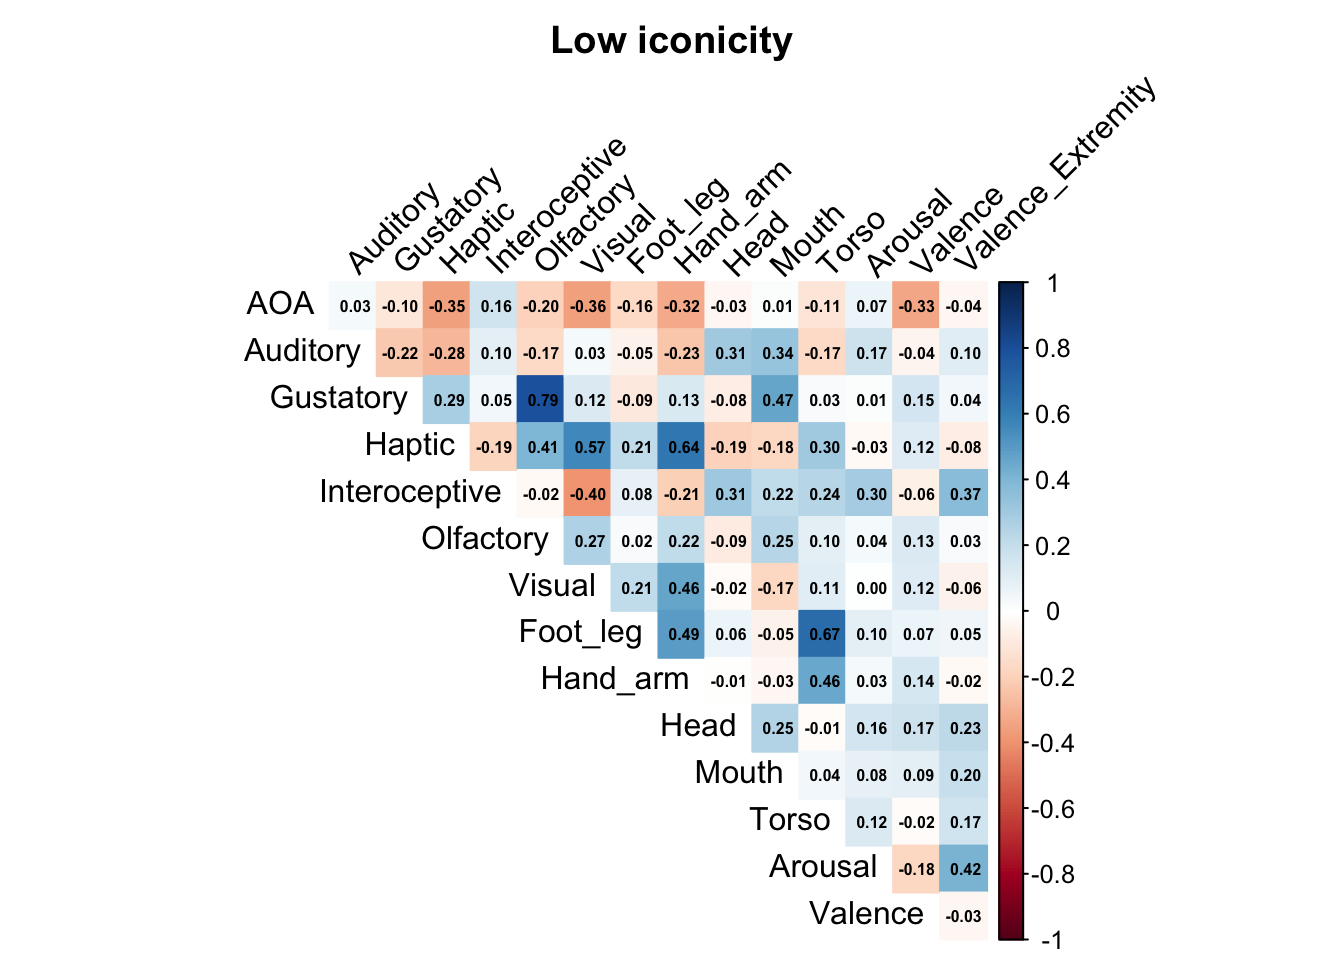 Low iconicity
Auditory
Gustatory
Haptic
Interoceptive
Olfactory
Visual
Foot_leg
Hand_arm
Head
Mouth
Torso
Arousal
Valence
Valence_Extremity
AOA 0.03 -0.10 -0.35 0.16 -0.20 -0.36 -0.16 -0.32 -0.03 0.01 -0.11 0.07 -0.33 -0.04
Auditory -0.22 -0.28 0.10 -0.17 0.03 -0.05 -0.23 0.31 0.34 -0.17 0.17 -0.04 0.10
Gustatory 0.29 0.05 0.79 0.12 -0.09 0.13 -0.08 0.47 0.03 0.01 0.15 0.04
Haptic -0.19 0.41 0.57 0.21 0.64 -0.19 -0.18 0.30 -0.03 0.12 -0.08
Interoceptive -0.02 -0.40 0.08 -0.21 0.31 0.22 0.24 0.30 -0.06 0.37
Olfactory 0.27 0.02 0.22 -0.09 0.25 0.10 0.04 0.13 0.03
Visual 0.21 0.46 -0.02 -0.17 0.11 0.00 0.12 -0.06
Foot_leg 0.49 0.06 -0.05 0.67 0.10 0.07 0.05
Hand_arm -0.01 -0.03 0.46 0.03 0.14 -0.02
Head 0.25 -0.01 0.16 0.17 0.23
Mouth 0.04 0.08 0.09 0.20
Torso 0.12 -0.02 0.17
Arousal -0.18 0.42
Valence -0.03
1
0.8
0.6
0.4
0.2
0
-0.2
-0.4
-0.6
-0.8
-1